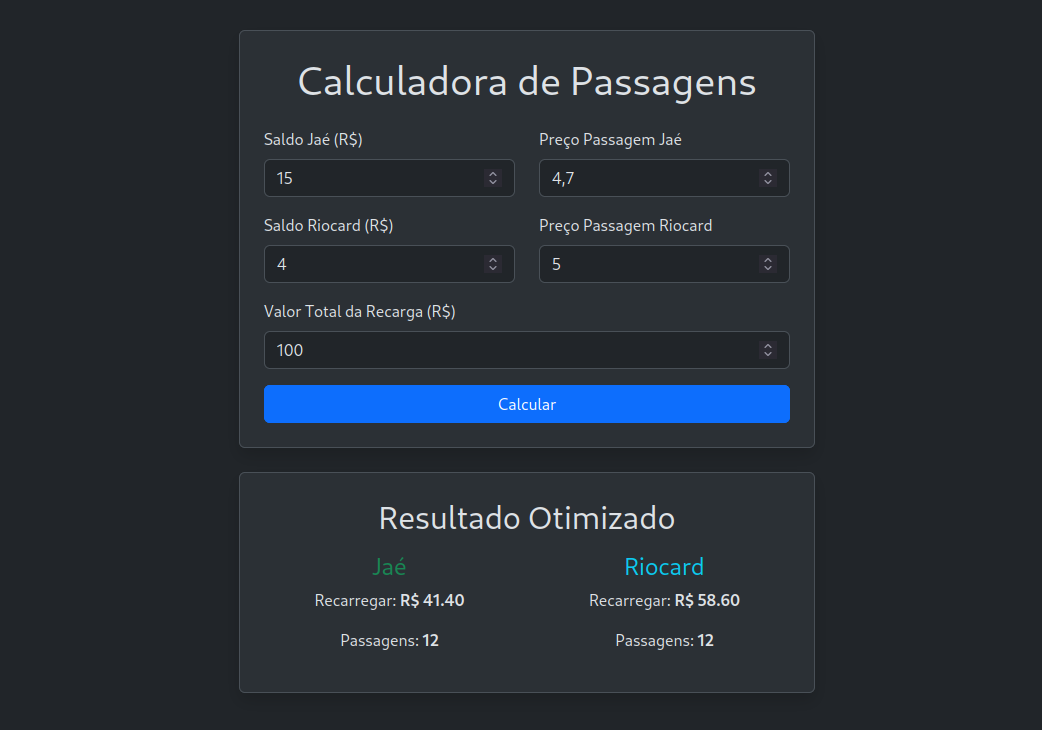 Calculadora de Passagens
Saldo Jaé (R$) Preço Passagem Jaé
15 4,7
Saldo Riocard (R$) Preço Passagem Riocard
4 5
Valor Total da Recarga (R$)
100
Calcular
Resultado Otimizado
Jaé Riocard
Recarregar: R$ 41.40 Recarregar: R$ 58.60
Passagens: 12 Passagens: 12